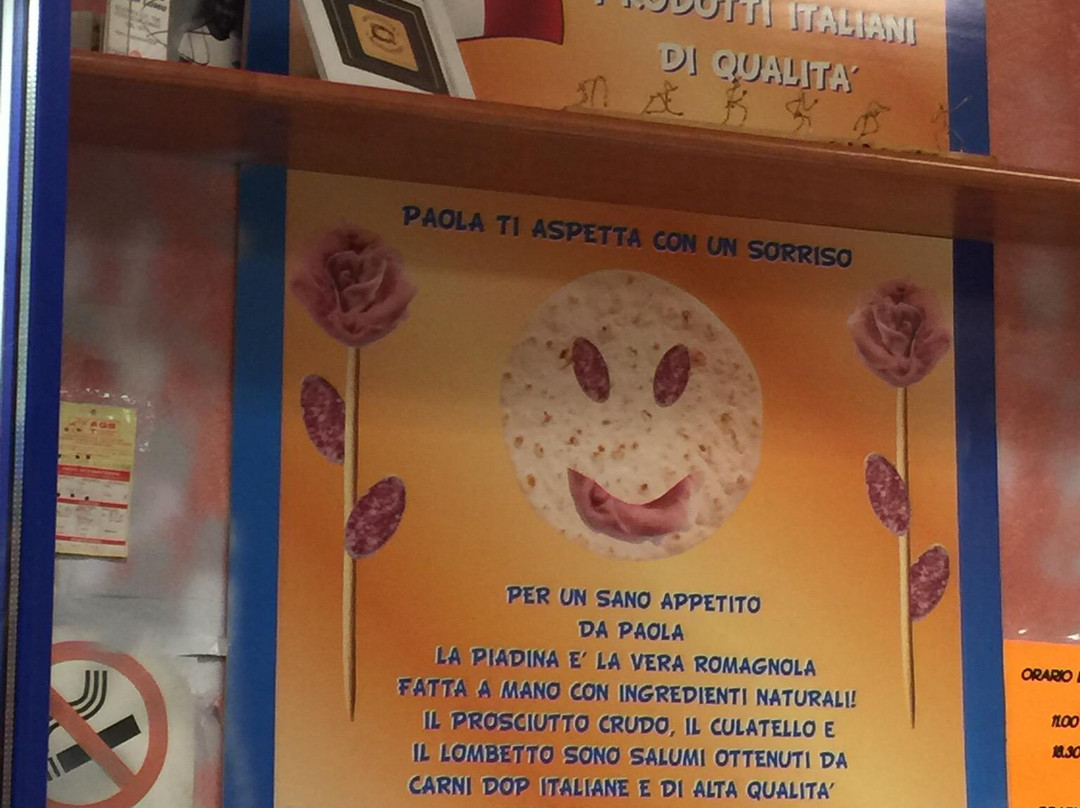 PRODOTTI ITALIANI
DI QUALITA'
PAOLA TI ASPETTA CON UN SORRISO
PER UN SANO APPETITO
DA PAOLA
LA PIADINA E' LA VERA ROMAGNOLA
FATTA A MANO CON INGREDIENTI NATURALI!
IL PROSCIUTTO CRUDO, IL CULATELLO E
IL LOMBETTO SONO SALUMI OTTENUTI DA
CARNI DOP ITALIANE E DI ALTA QUALITA'
ORARIO
11.00
18.30